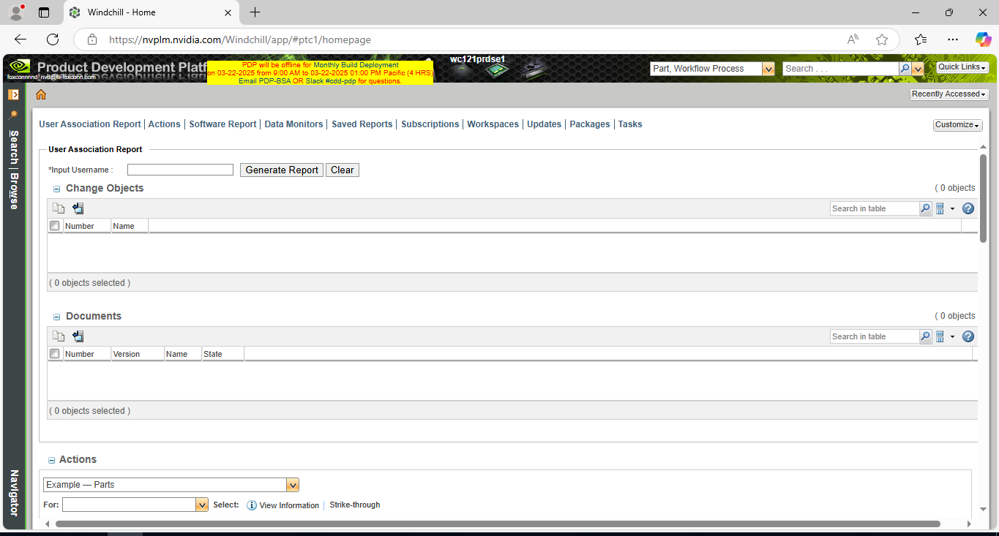 Windchill - Home
https://nvplm.nvidia.com/Windchill/app/#ptc1/homepage
Product Development Platf
foxconnnnd_nvd@fii-foxconn.com
PDP will be offline for Monthly Build Deployment
on 03-22-2025 from 9:00 AM to 03-22-2025 01:00 PM Pacific (4 HRS)
Email PDP-BSA OR Slack #cdd-pdp for questions.
wc121prdse1
Part, Workflow Process
Search . . .
Quick Links
Recently Accessed
Search | Browse
Navigator
User Association Report | Actions | Software Report | Data Monitors | Saved Reports | Subscriptions | Workspaces | Updates | Packages | Tasks
Customize
User Association Report
*Input Username :
Generate Report
Clear
Change Objects
( 0 objects
Search in table
Number
Name
( 0 objects selected )
Documents
( 0 objects
Search in table
Number
Version
Name
State
( 0 objects selected )
Actions
Example — Parts
For:
Select:
View Information
Strike-through